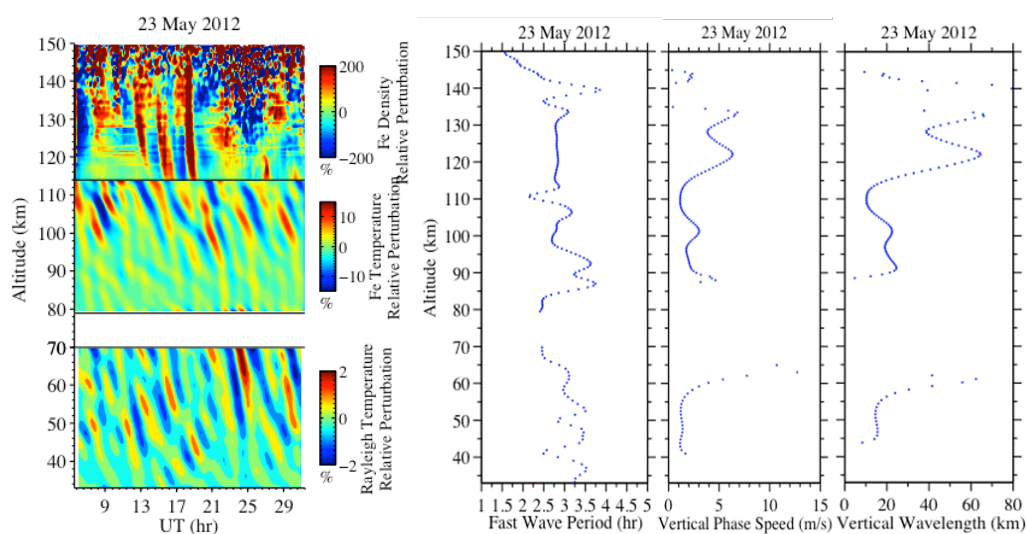 23 May 2012
150
140
130
120
110
100
90
80
70
60
50
40
Altitude (km)
9 13 17 21 25 29
UT (hr)
200
0
−200
%
Fe Density
Relative Perturbation
10
0
−10
%
Fe Temperature
Relative Perturbation
2
0
−2
%
Rayleigh Temperature
Relative Perturbation
23 May 2012
150
140
130
120
110
100
90
80
70
60
50
40
Altitude (km)
1 1.5 2 2.5 3 3.5 4 4.5 5
Fast Wave Period (hr)
23 May 2012
0 5 10 15
Vertical Phase Speed (m/s)
23 May 2012
0 20 40 60 80
Vertical Wavelength (km)